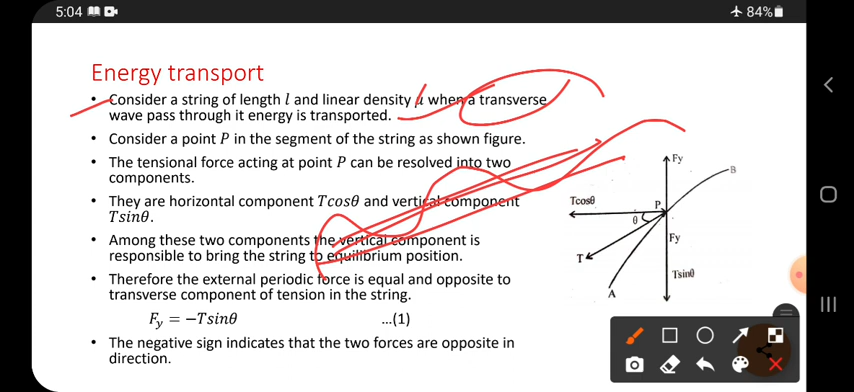 5:04
84%
Energy transport
• Consider a string of length l and linear density μ when a transverse
wave pass through it energy is transported.
• Consider a point P in the segment of the string as shown figure.
• The tensional force acting at point P can be resolved into two
components.
• They are horizontal component Tcosθ and vertical component
Tsinθ.
• Among these two components the vertical component is
responsible to bring the string to equilibrium position.
• Therefore the external periodic force is equal and opposite to
transverse component of tension in the string.
Fy = −Tsinθ ...(1)
• The negative sign indicates that the two forces are opposite in
direction.
Fy
B
Tcosθ
P
θ
Fy
T
Tsinθ
A